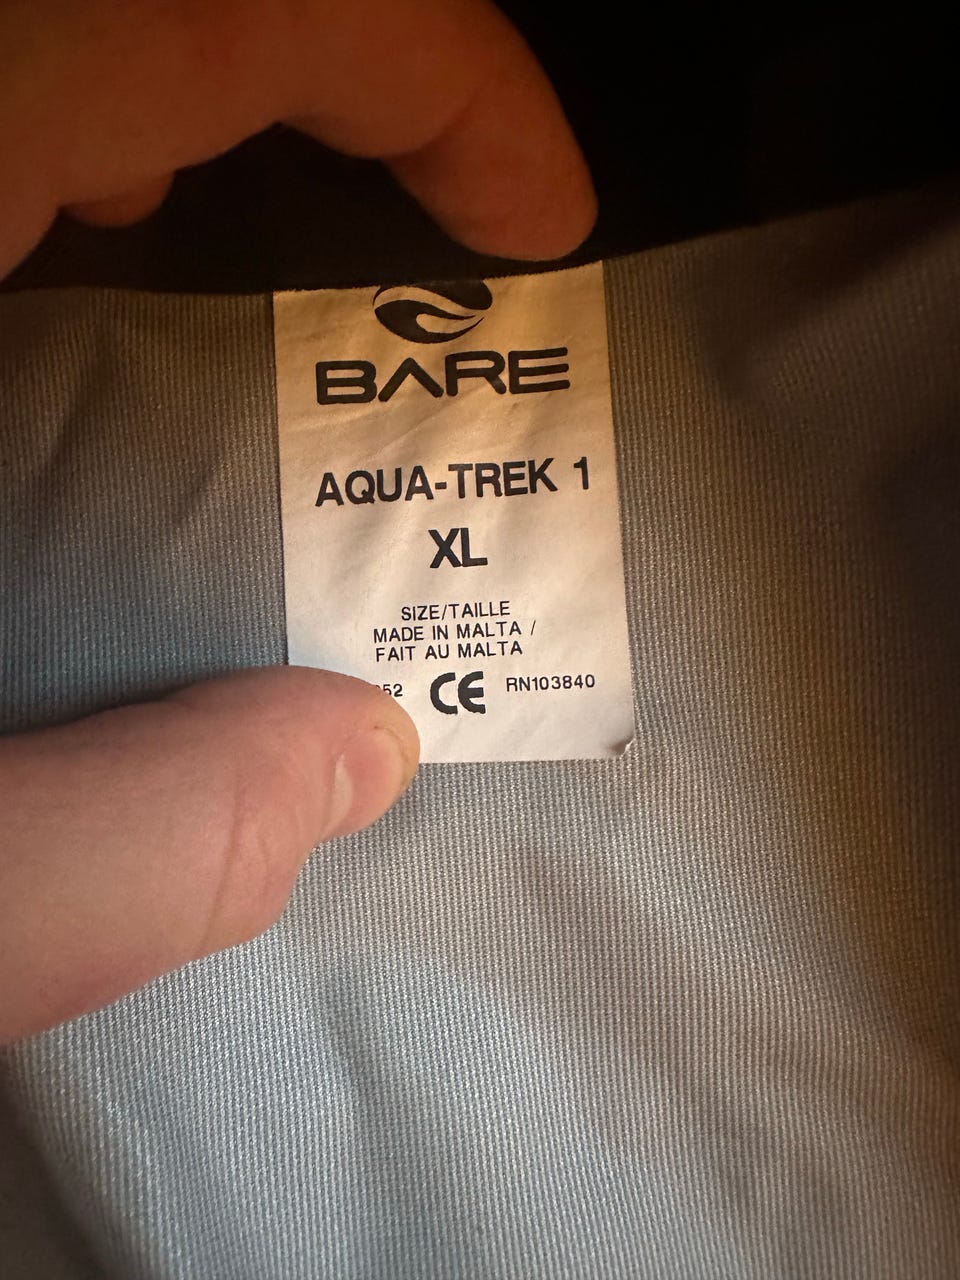 BARE
AQUA-TREK 1
XL
SIZE/TAILLE
MADE IN MALTA /
FAIT AU MALTA
CE RN103840